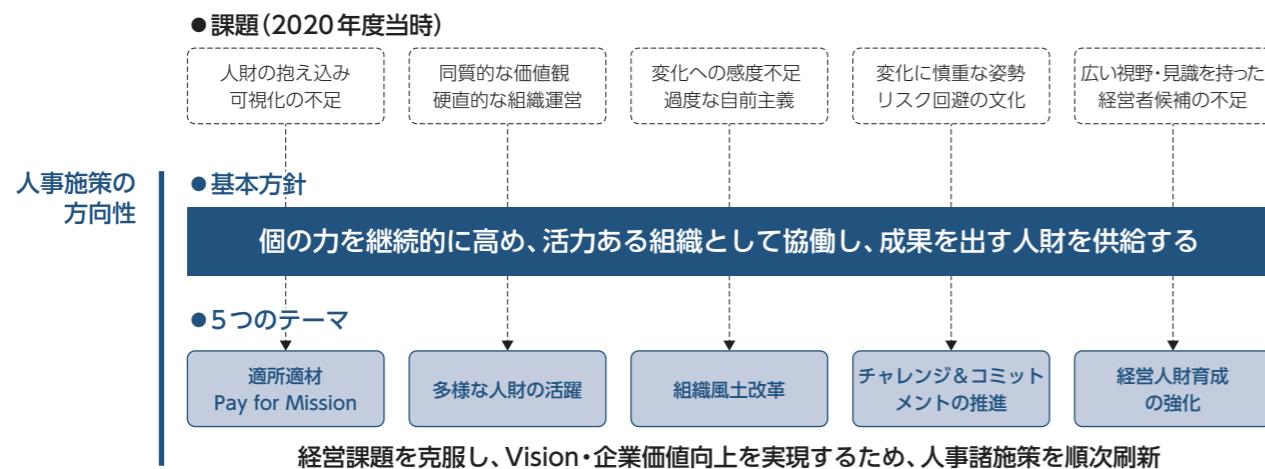 ●課題(2020年度当時)
人財の抱え込み
可視化の不足
同質的な価値観
硬直的な組織運営
変化への感度不足
過度な自前主義
変化に慎重な姿勢
リスク回避の文化
広い視野・見識を持った
経営者候補の不足
人事施策の
方向性
●基本方針
個の力を継続的に高め、活力ある組織として協働し、成果を出す人財を供給する
●5つのテーマ
適所適材
Pay for Mission
多様な人財の活躍
組織風土改革
チャレンジ&コミット
メントの推進
経営人財育成
の強化
経営課題を克服し、Vision・企業価値向上を実現するため、人事諸施策を順次刷新